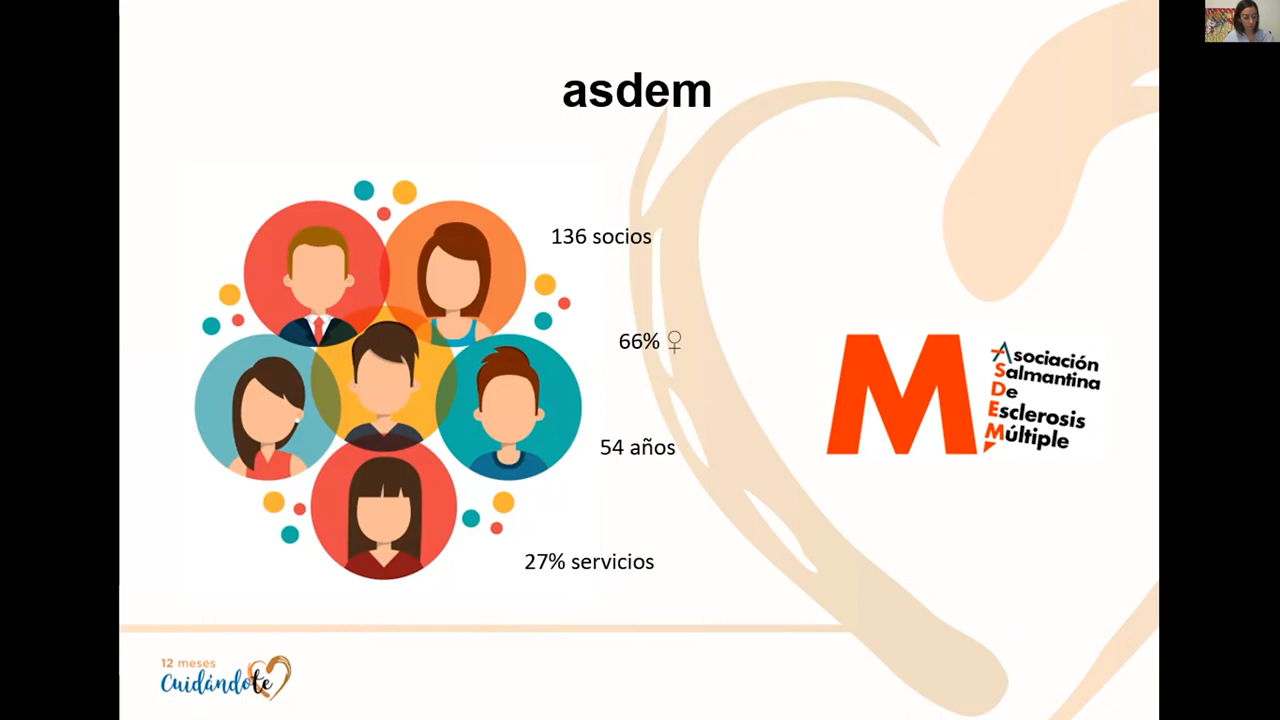 asdem
136 socios
66% ♀
54 años
27% servicios
M
Asociación
Salmantina
De
Esclerosis
Múltiple
12 meses
Cuidándote